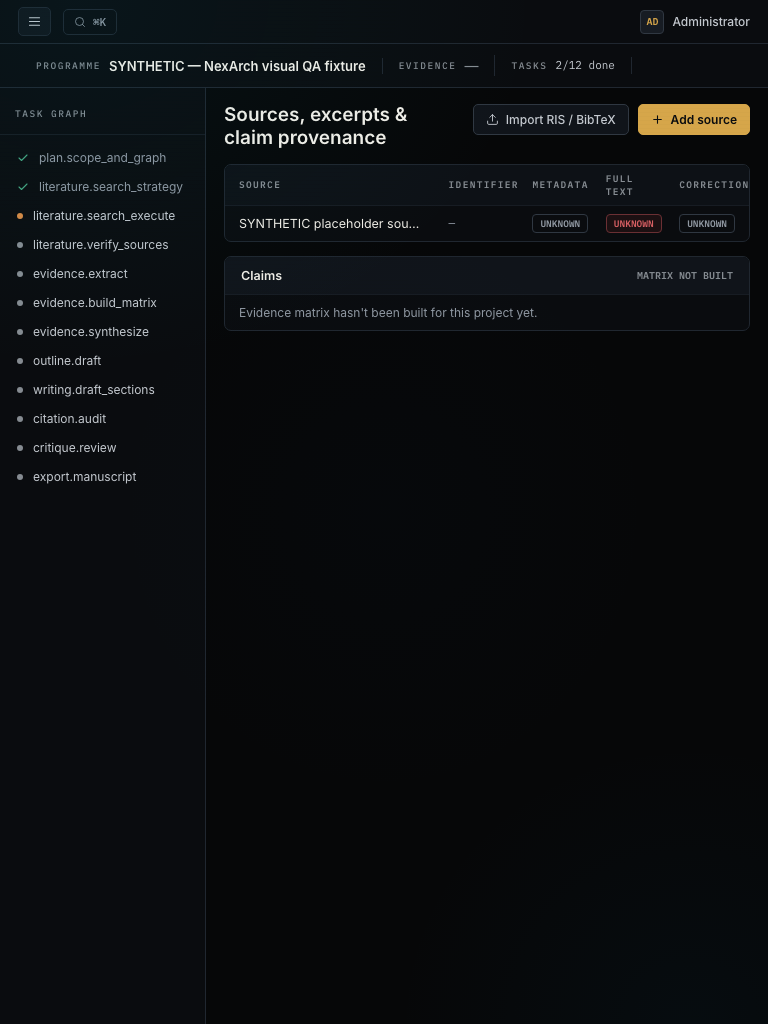 ⌘K
AD Administrator
PROGRAMME SYNTHETIC — NexArch visual QA fixture EVIDENCE — TASKS 2/12 done
TASK GRAPH
plan.scope_and_graph
literature.search_strategy
literature.search_execute
literature.verify_sources
evidence.extract
evidence.build_matrix
evidence.synthesize
outline.draft
writing.draft_sections
citation.audit
critique.review
export.manuscript
Sources, excerpts &
claim provenance
Import RIS / BibTeX
Add source
SOURCE IDENTIFIER METADATA FULL TEXT CORRECTION
SYNTHETIC placeholder sou… — UNKNOWN UNKNOWN UNKNOWN
Claims MATRIX NOT BUILT
Evidence matrix hasn't been built for this project yet.